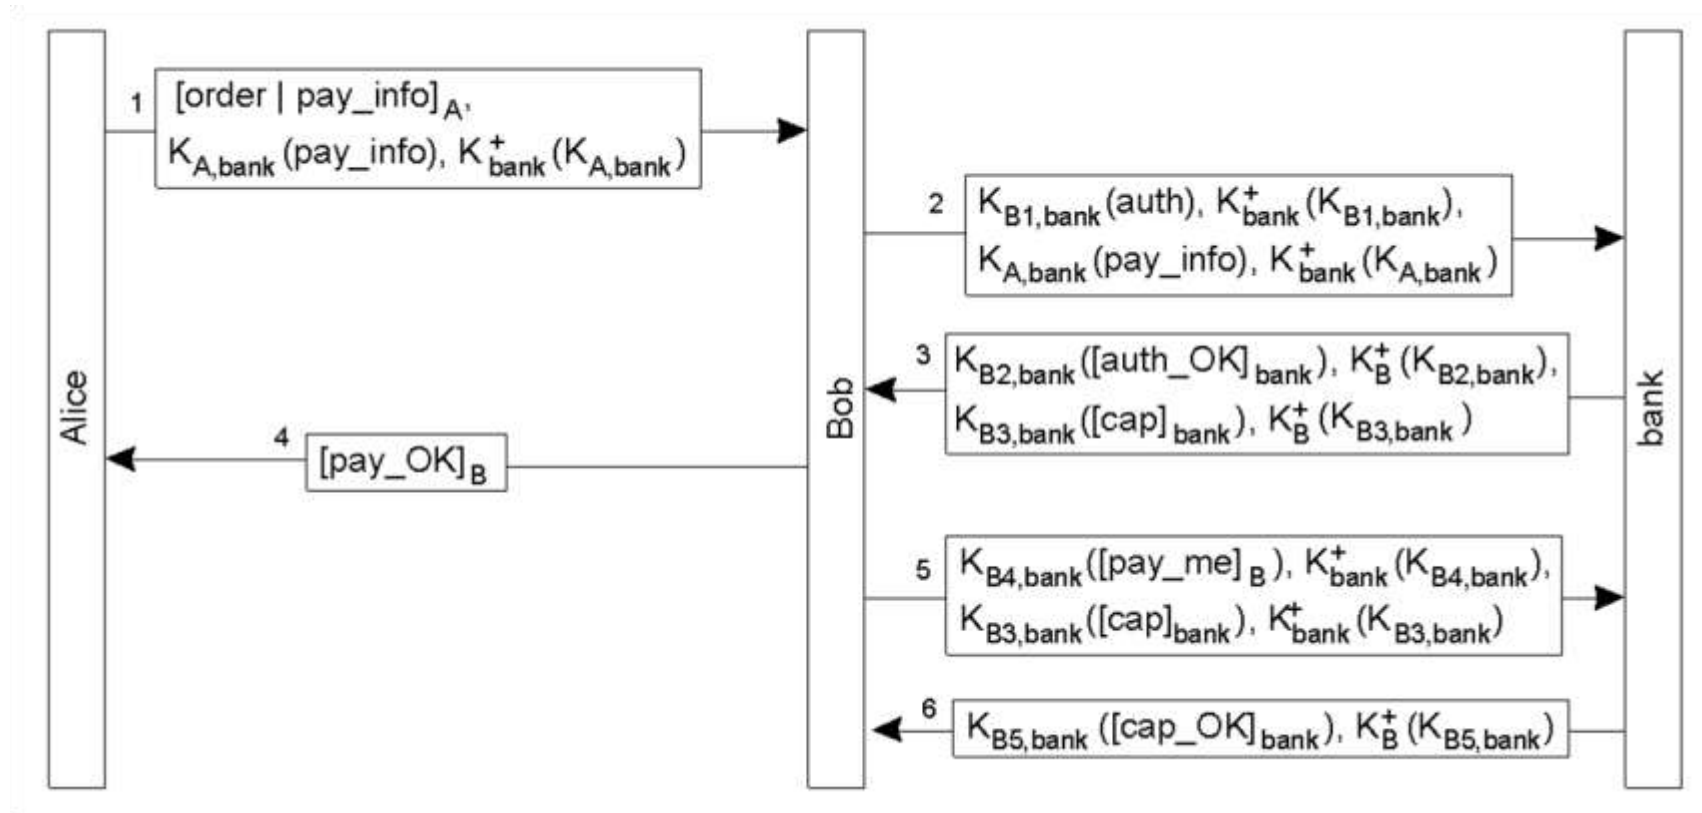 Alice
1
[order | pay_info]A,
KA,bank(pay_info), K+bank(KA,bank)
Bob
2
KB1,bank(auth), K+bank(KB1,bank),
KA,bank(pay_info), K+bank(KA,bank)
3
KB2,bank([auth_OK]bank), K+B(KB2,bank),
KB3,bank([cap]bank), K+B(KB3,bank)
4
[pay_OK]B
5
KB4,bank([pay_me]B), K+bank(KB4,bank),
KB3,bank([cap]bank), K+bank(KB3,bank)
6
KB5,bank([cap_OK]bank), K+B(KB5,bank)
bank